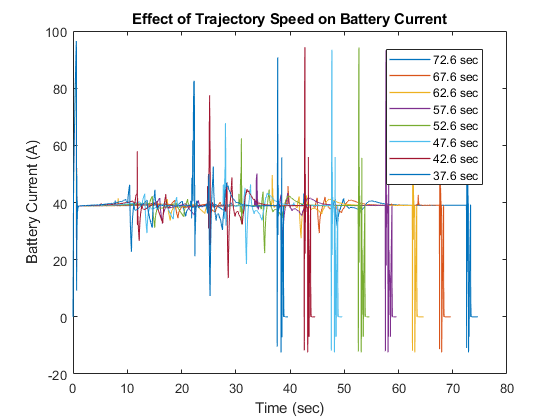 Effect of Trajectory Speed on Battery Current
Battery Current (A)
100
80
60
40
20
0
-20
72.6 sec
67.6 sec
62.6 sec
57.6 sec
52.6 sec
47.6 sec
42.6 sec
37.6 sec
0 10 20 30 40 50 60 70 80
Time (sec)